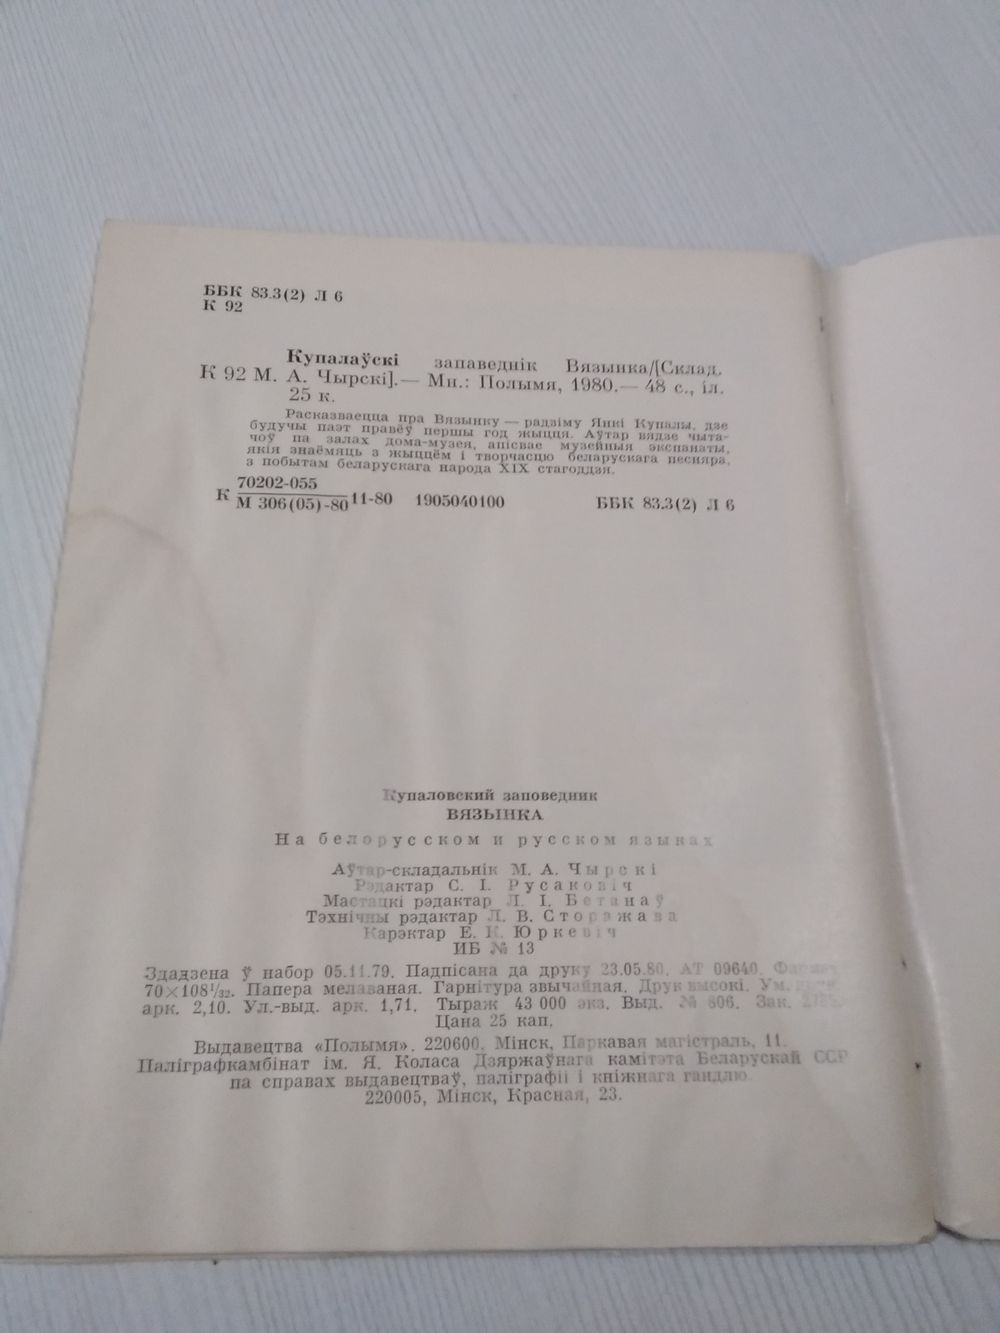 ББК 83.3(2) Л 6
К 92
Купалаўскі запаведнік Вязынка/[Склад.
К 92 М. А. Чырскі].— Мн.: Полымя, 1980.— 48 с., іл.
25 к.
Расказваецца пра Вязынку — радзіму Янкі Купалы, дзе
будучы паэт правёў першы год жыцця. Аўтар вядзе чыта-
чоў па залах дома-музея, апісвае музейныя экспанаты,
якія знаёмяць з жыццём і творчасцю беларускага песняра,
з побытам беларускага народа XIX стагоддзя.
70202-055
К М 306(05)-80 11-80 1905040100 ББК 83.3(2) Л 6
Купаловский заповедник
ВЯЗЫНКА
На белорусском и русском языках
Аўтар-складальнік М. А. Чырскі
Рэдактар С. І. Русаковіч
Мастацкі рэдактар Л. І. Бетанаў
Тэхнічны рэдактар Л. В. Сторажава
Карэктар Е. К. Юркевіч
ИБ № 13
Здадзена ў набор 05.11.79. Падпісана да друку 23.05.80. АТ 09640. Фармат
70×108¹/₃₂. Папера мелаваная. Гарнітура звычайная. Друк высокі. Ум. друк.
арк. 2,10. Ул.-выд. арк. 1,71. Тыраж 43 000 экз. Выд. № 806. Зак.
Цана 25 кап.
Выдавецтва «Полымя». 220600. Мінск, Паркавая магістраль, 11.
Паліграфкамбінат ім. Я. Коласа Дзяржаўнага камітэта Беларускай ССР
па справах выдавецтваў, паліграфіі і кніжнага гандлю.
220005, Мінск, Красная, 23.